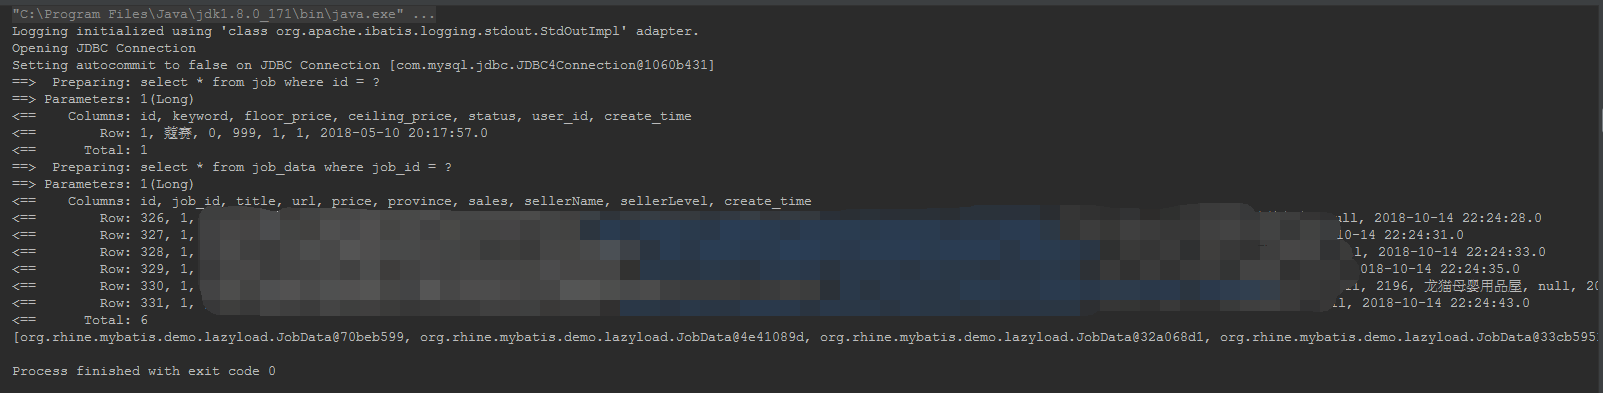 "C:\Program Files\Java\jdk1.8.0_171\bin\java.exe" ...
Logging initialized using 'class org.apache.ibatis.logging.stdout.StdOutImpl' adapter.
Opening JDBC Connection
Setting autocommit to false on JDBC Connection [com.mysql.jdbc.JDBC4Connection@1060b431]
==>  Preparing: select * from job where id = ?
==> Parameters: 1(Long)
<==    Columns: id, keyword, floor_price, ceiling_price, status, user_id, create_time
<==        Row: 1, 蔻赛, 0, 999, 1, 1, 2018-05-10 20:17:57.0
<==      Total: 1
==>  Preparing: select * from job_data where job_id = ?
==> Parameters: 1(Long)
<==    Columns: id, job_id, title, url, price, province, sales, sellerName, sellerLevel, create_time
<==        Row: 326, 1, null, 2018-10-14 22:24:28.0
<==        Row: 327, 1, 10-14 22:24:31.0
<==        Row: 328, 1, 2018-10-14 22:24:33.0
<==        Row: 329, 1, 2018-10-14 22:24:35.0
<==        Row: 330, 1, 2196, 龙猫母婴用品屋, null, 20
<==        Row: 331, 1, 2018-10-14 22:24:43.0
<==      Total: 6
[org.rhine.mybatis.demo.lazyload.JobData@70beb599, org.rhine.mybatis.demo.lazyload.JobData@4e41089d, org.rhine.mybatis.demo.lazyload.JobData@32a068d1, org.rhine.mybatis.demo.lazyload.JobData@33cb595
Process finished with exit code 0